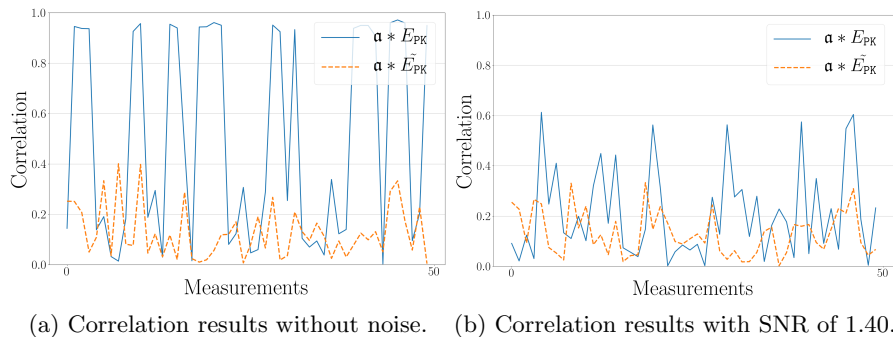 1.0
0.8
0.6
0.4
0.2
0.0
Correlation
𝔞 ∗ E_PK
𝔞 ∗ Ẽ_PK
0
50
Measurements
(a) Correlation results without noise.
1.0
0.8
0.6
0.4
0.2
0.0
Correlation
𝔞 ∗ E_PK
𝔞 ∗ Ẽ_PK
0
50
Measurements
(b) Correlation results with SNR of 1.40.